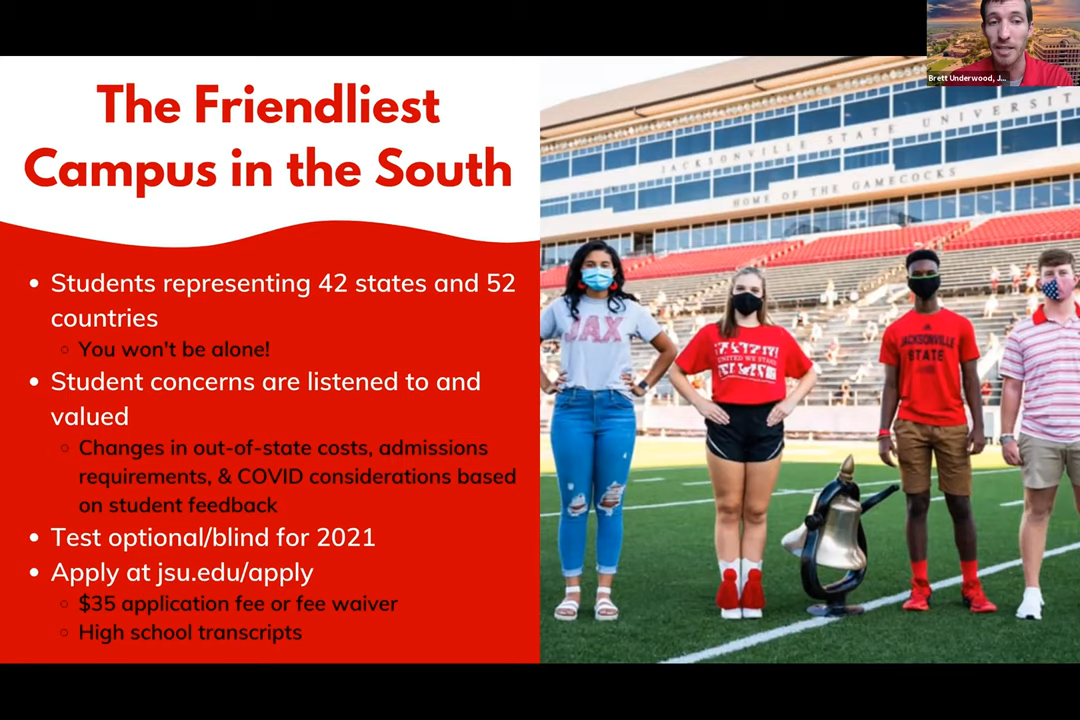 Brett Underwood, J...
The Friendliest
Campus in the South
Students representing 42 states and 52
countries
You won't be alone!
Student concerns are listened to and
valued
Changes in out-of-state costs, admissions
requirements, & COVID considerations based
on student feedback
Test optional/blind for 2021
Apply at jsu.edu/apply
$35 application fee or fee waiver
High school transcripts
JACKSONVILLE STATE UNIVERSIT
HOME OF THE GAMECOCKS
JAX
UNITED WE STAND
JACKSONVILLE
STATE